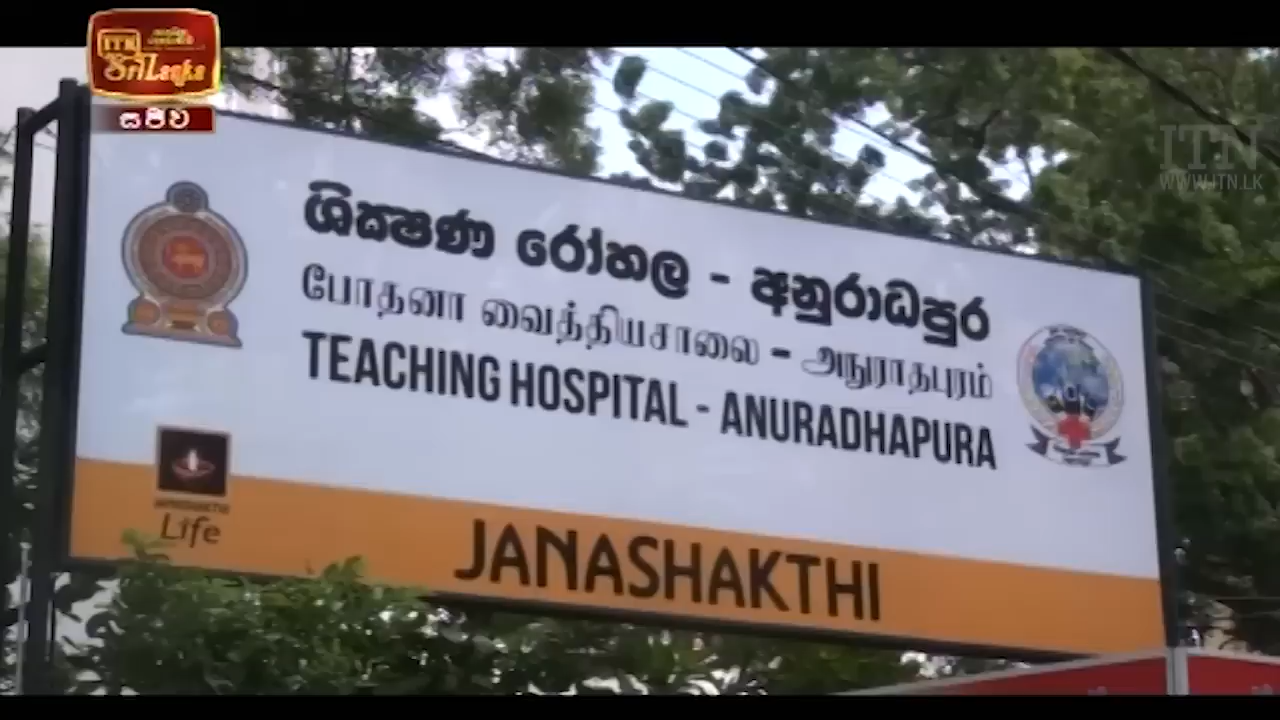 ITN
Sri Lanka
සජීවී
ITN
WWW.ITN.LK
ශික්ෂණ රෝහල - අනුරාධපුර
போதனா வைத்தியசாலை - அநுராதபுரம்
TEACHING HOSPITAL - ANURADHAPURA
JANASHAKTHI
Life
JANASHAKTHI